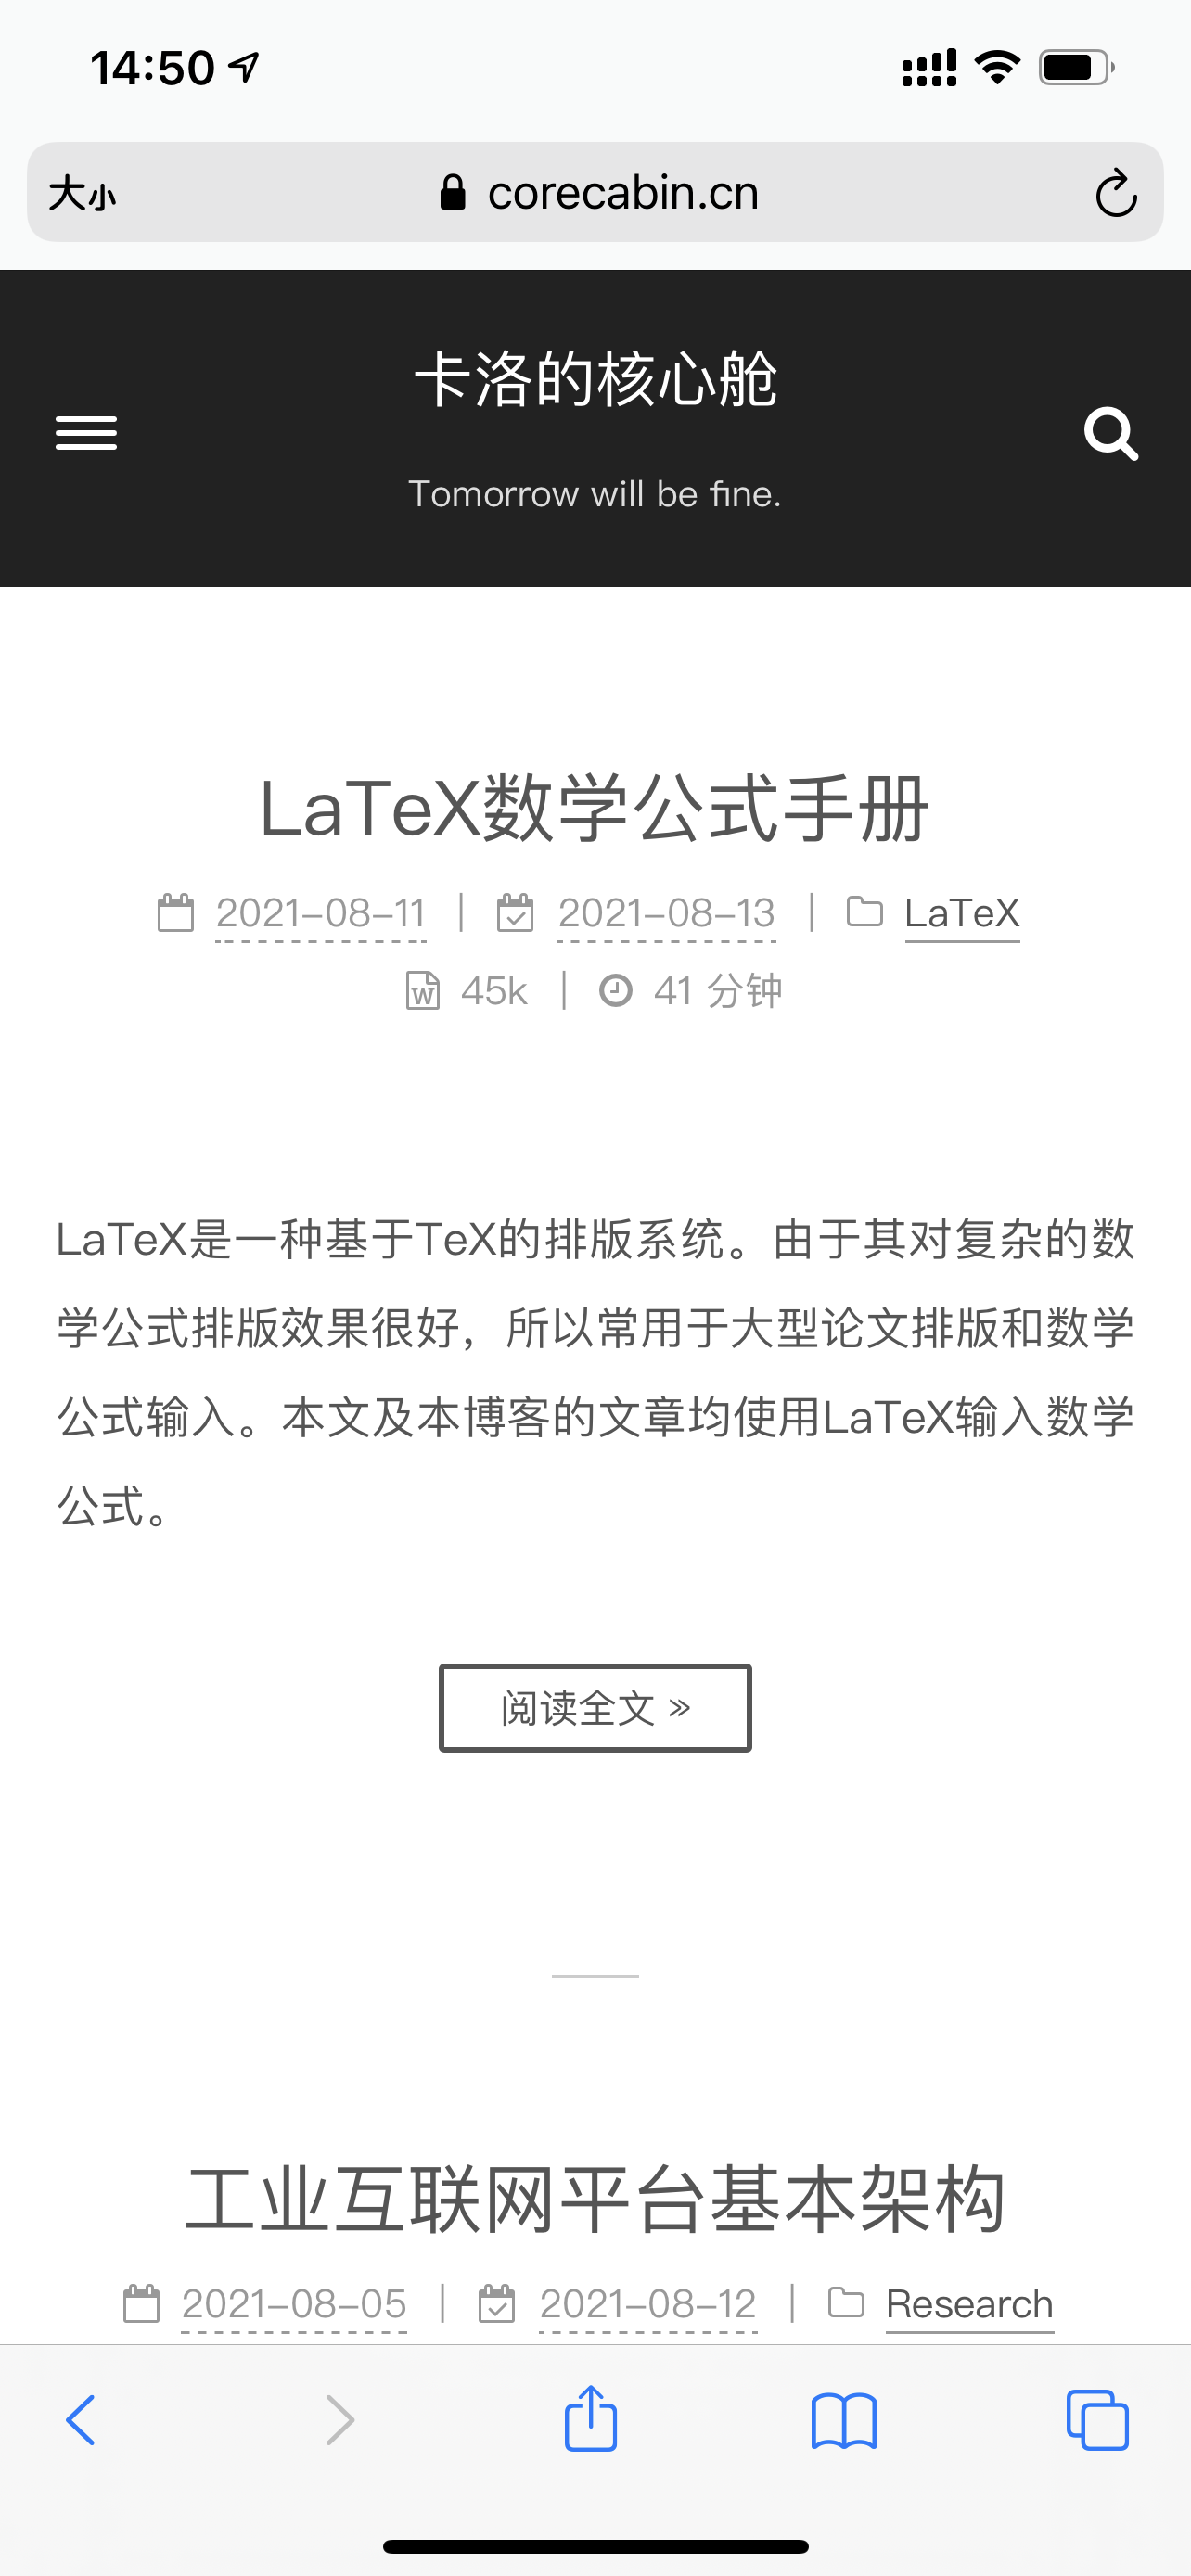 14:50
大小 corecabin.cn
卡洛的核心舱
Tomorrow will be fine.
LaTeX数学公式手册
2021-08-11 | 2021-08-13 | LaTeX
45k | 41 分钟
LaTeX是一种基于TeX的排版系统。由于其对复杂的数
学公式排版效果很好，所以常用于大型论文排版和数学
公式输入。本文及本博客的文章均使用LaTeX输入数学
公式。
阅读全文 »
工业互联网平台基本架构
2021-08-05 | 2021-08-12 | Research